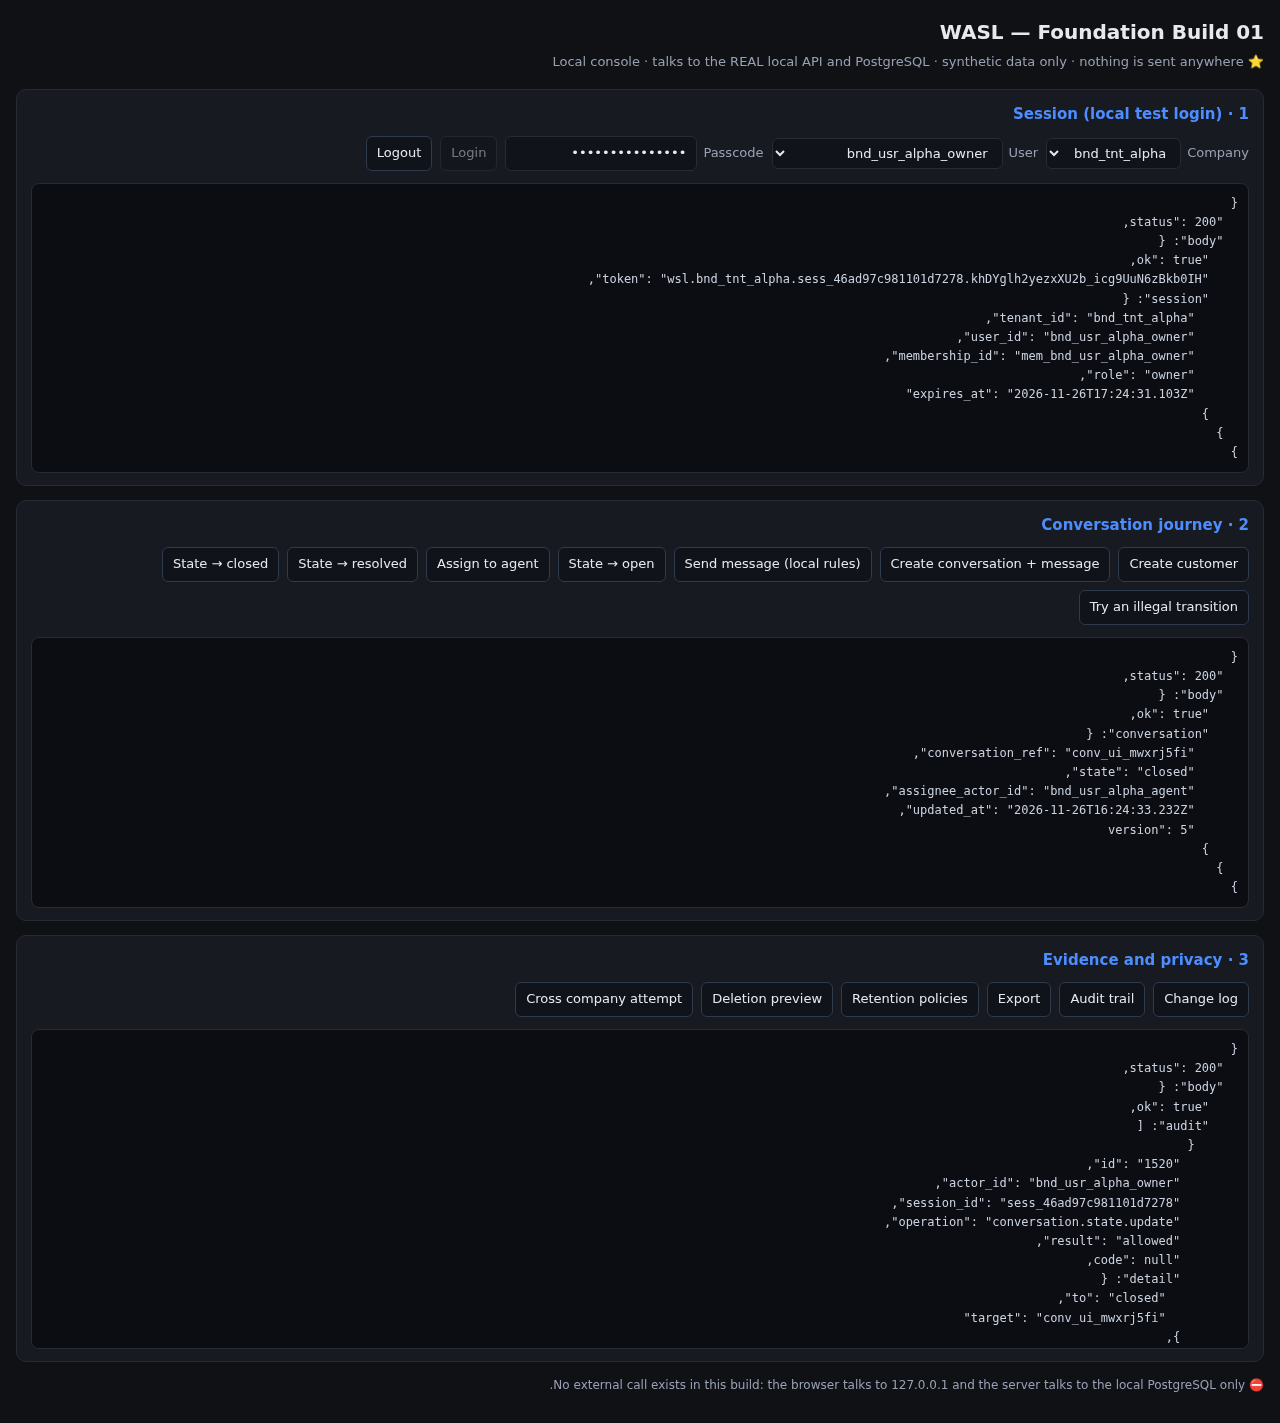 WASL — Foundation Build 01
Local console · talks to the REAL local API and PostgreSQL · synthetic data only · nothing is sent anywhere ⭐
Session (local test login) · 1
Logout Login ••••••••••••••• Passcode bnd_usr_alpha_owner User bnd_tnt_alpha Company
}
,status": 200"
} :"body"
,ok": true"
,"token": "wsl.bnd_tnt_alpha.sess_46ad97c981101d7278.khDYglh2yezxXU2b_icg9UuN6zBkb0IH"
} :"session"
,"tenant_id": "bnd_tnt_alpha"
,"user_id": "bnd_usr_alpha_owner"
,"membership_id": "mem_bnd_usr_alpha_owner"
,"role": "owner"
"expires_at": "2026-11-26T17:24:31.103Z"
{
{
{
Conversation journey · 2
State → closed State → resolved Assign to agent State → open Send message (local rules) Create conversation + message Create customer
Try an illegal transition
}
,status": 200"
} :"body"
,ok": true"
} :"conversation"
,"conversation_ref": "conv_ui_mwxrj5fi"
,"state": "closed"
,"assignee_actor_id": "bnd_usr_alpha_agent"
,"updated_at": "2026-11-26T16:24:33.232Z"
version": 5"
{
{
{
Evidence and privacy · 3
Cross company attempt Deletion preview Retention policies Export Audit trail Change log
}
,status": 200"
} :"body"
,ok": true"
] :"audit"
}
,"id": "1520"
,"actor_id": "bnd_usr_alpha_owner"
,"session_id": "sess_46ad97c981101d7278"
,"operation": "conversation.state.update"
,"result": "allowed"
,code": null"
} :"detail"
,"to": "closed"
"target": "conv_ui_mwxrj5fi"
,{
.No external call exists in this build: the browser talks to 127.0.0.1 and the server talks to the local PostgreSQL only ⛔